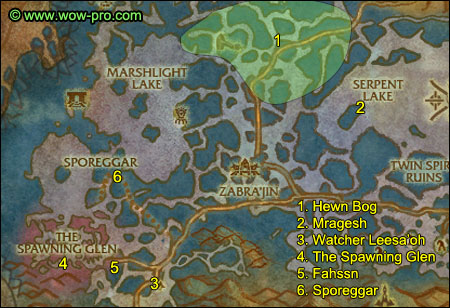 © www.wow-pro.com
1
MARSHLIGHT
LAKE
SERPENT
LAKE
2
SPOREGGAR
6
ZABRA'JIN
TWIN SPIR
RUINS
THE
SPAWNING GLEN
4
5
3
1. Hewn Bog
2. Mragesh
3. Watcher Leesa'oh
4. The Spawning Glen
5. Fahssn
6. Sporeggar